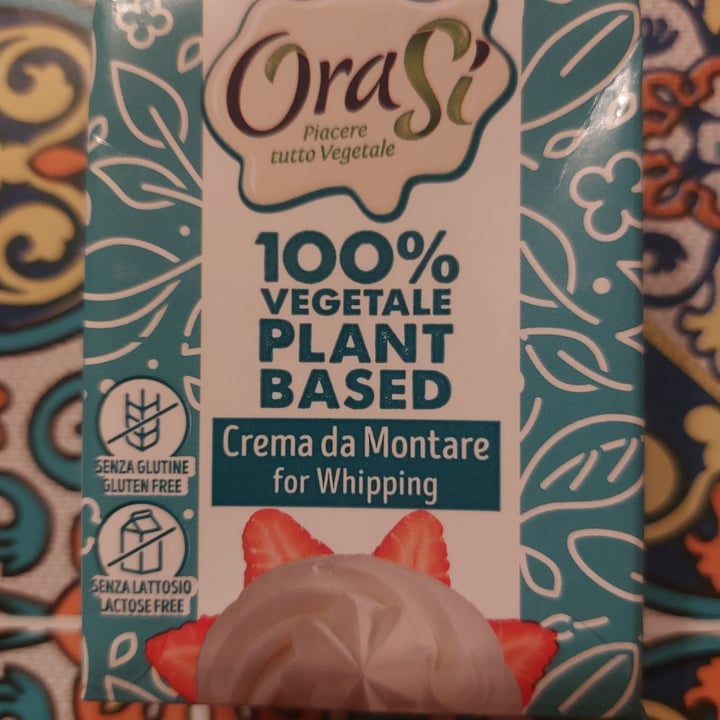 OraSì
Piacere
tutto Vegetale
100%
VEGETALE
PLANT
BASED
Crema da Montare
for Whipping
SENZA GLUTINE
GLUTEN FREE
SENZA LATTOSIO
LACTOSE FREE